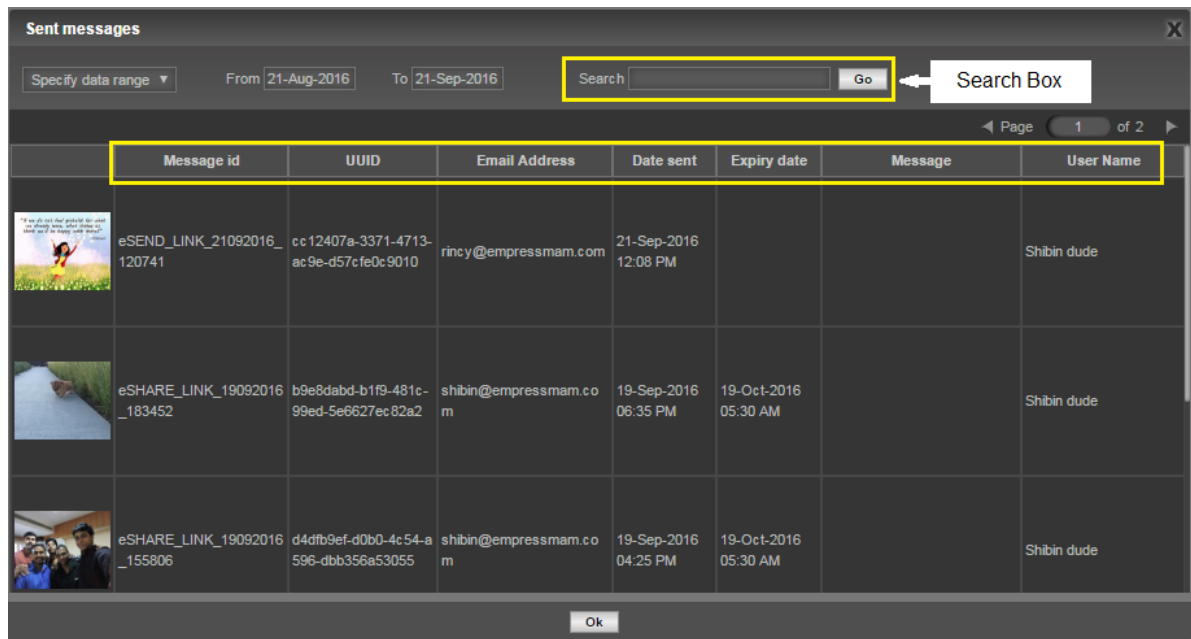 Sent messages X
Specify data range ▼ From 21-Aug-2016 To 21-Sep-2016 Search Go Search Box
◀ Page 1 of 2 ▶
Message id UUID Email Address Date sent Expiry date Message User Name
eSEND_LINK_21092016_ cc12407a-3371-4713- rincy@empressmam.com 21-Sep-2016 Shibin dude
120741 ac9e-d57cfe0c9010 12:08 PM
eSHARE_LINK_19092016 b9e8dabd-b1f9-481c- shibin@empressmam.co 19-Sep-2016 19-Oct-2016 Shibin dude
_183452 99ed-5e6627ec82a2 m 06:35 PM 05:30 AM
eSHARE_LINK_19092016 d4dfb9ef-d0b0-4c54-a shibin@empressmam.co 19-Sep-2016 19-Oct-2016 Shibin dude
_155806 596-dbb356a53055 m 04:25 PM 05:30 AM
Ok